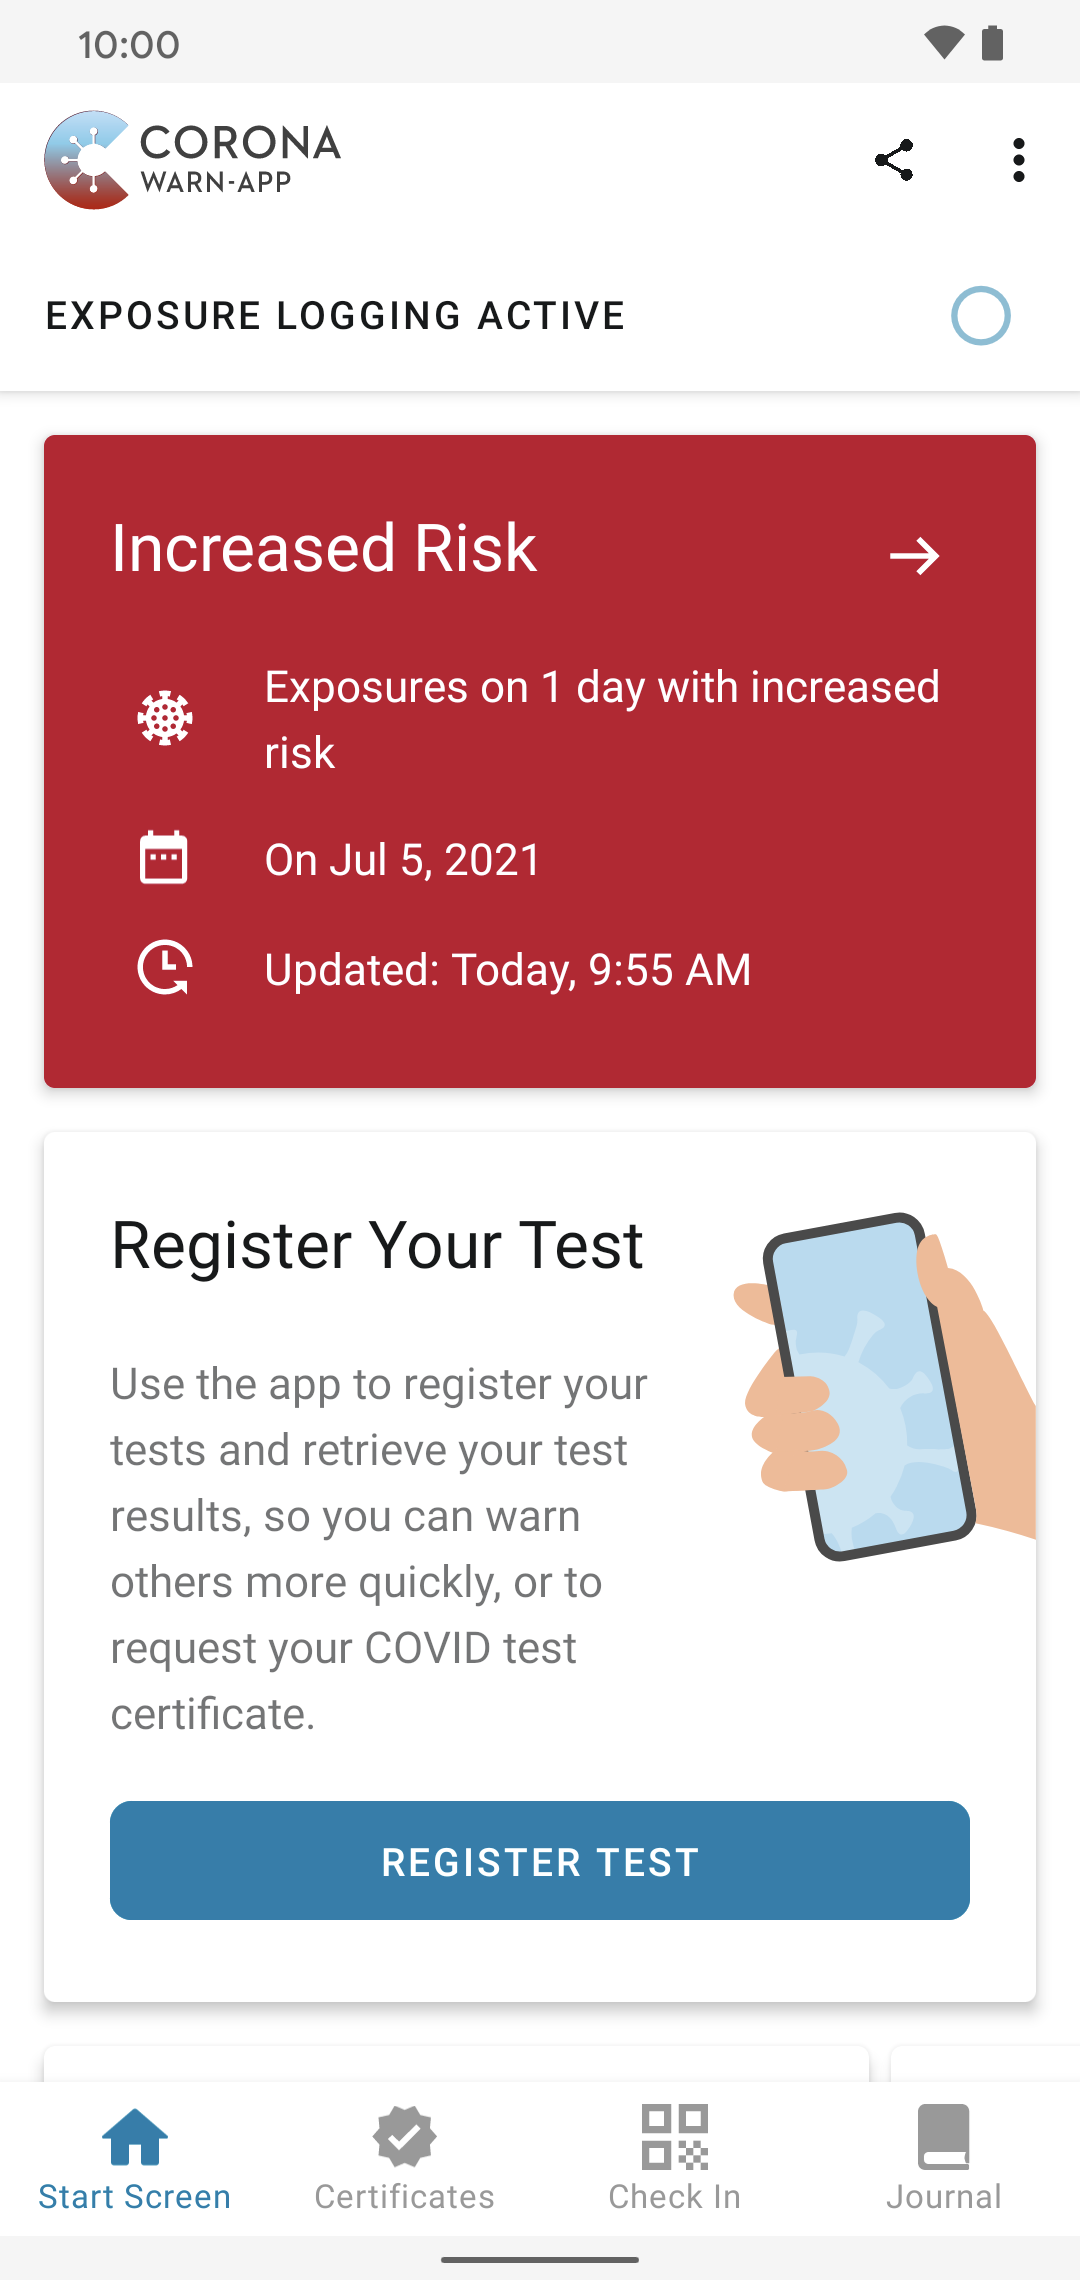 10:00
CORONA
WARN-APP
EXPOSURE LOGGING ACTIVE
Increased Risk
Exposures on 1 day with increased
risk
On Jul 5, 2021
Updated: Today, 9:55 AM
Register Your Test
Use the app to register your
tests and retrieve your test
results, so you can warn
others more quickly, or to
request your COVID test
certificate.
REGISTER TEST
Start Screen
Certificates
Check In
Journal